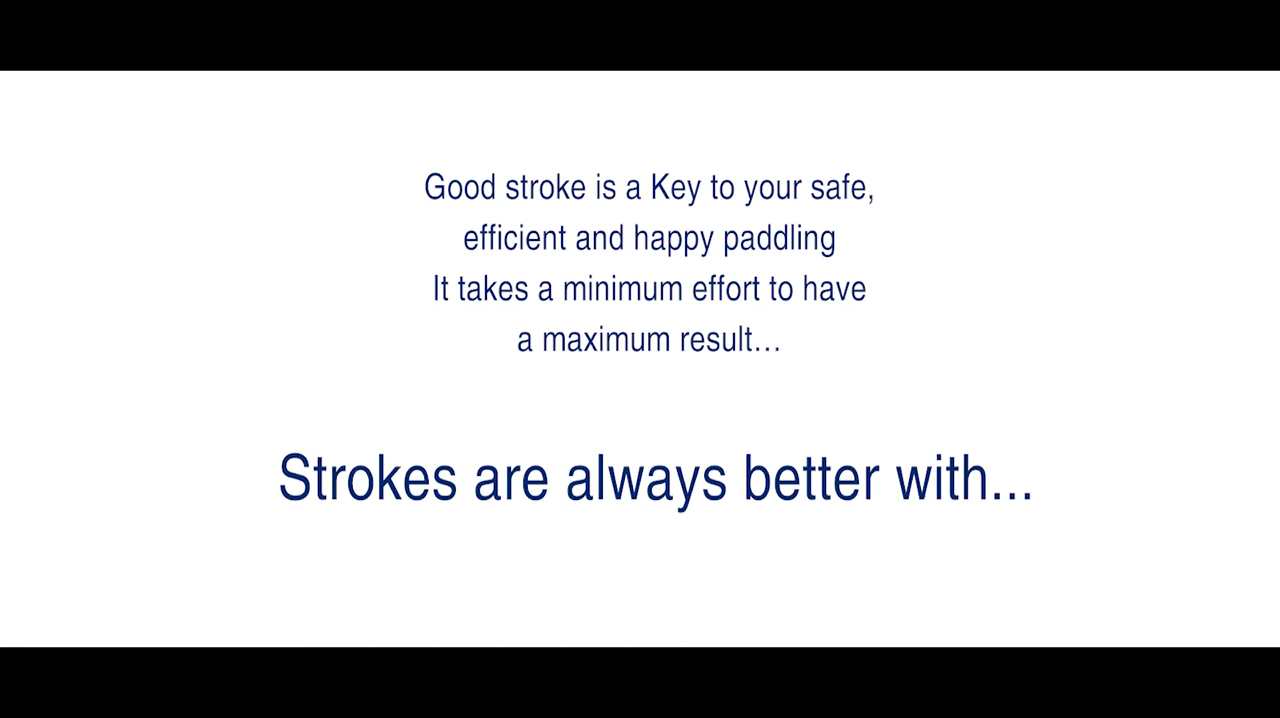 Good stroke is a Key to your safe,
efficient and happy paddling
It takes a minimum effort to have
a maximum result…
Strokes are always better with...